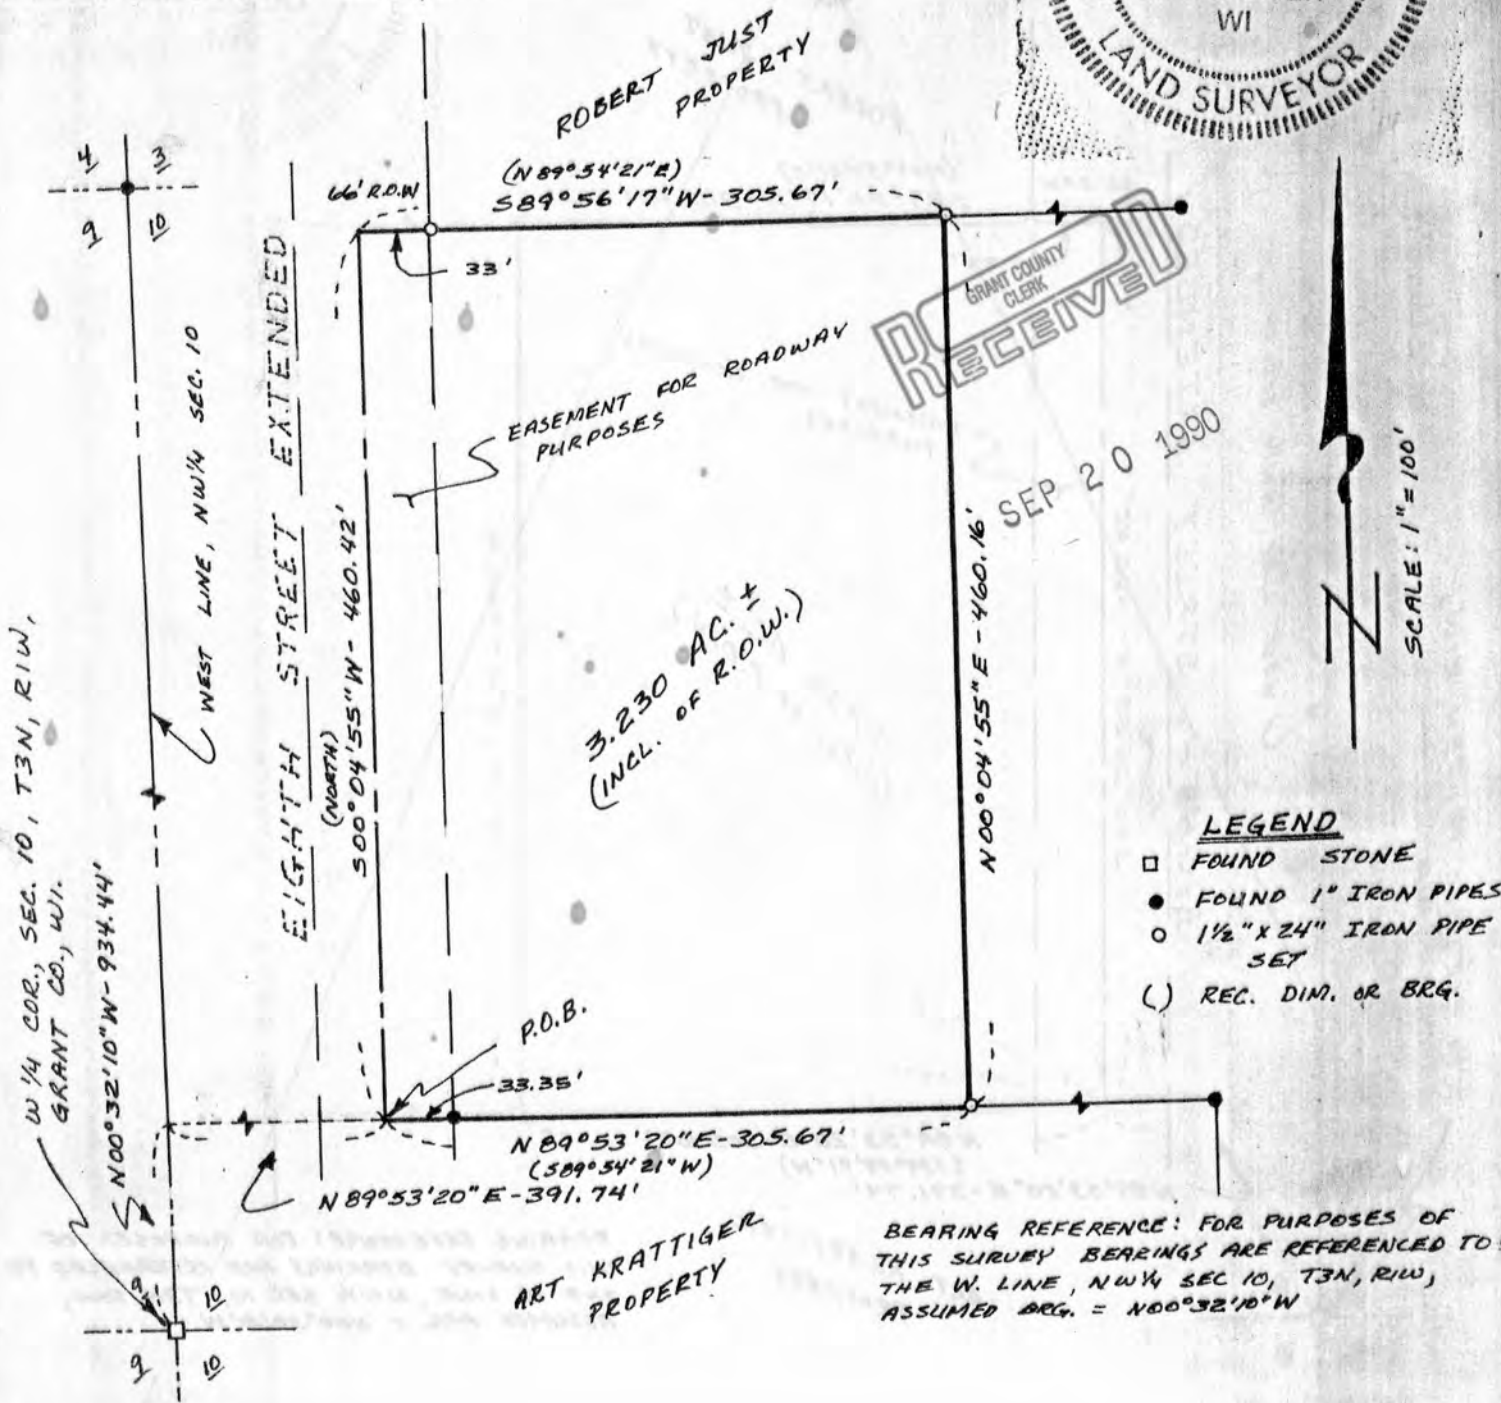 WI
LAND SURVEYOR
ROBERT JUST
PROPERTY
4 3
9 10
66' R.O.W
(N 89°54'21"E)
S89°56'17"W - 305.67'
33'
GRANT COUNTY
CLERK
RECEIVED
SEP 20 1990
EASEMENT FOR ROADWAY
PURPOSES
WEST LINE, NW1/4 SEC. 10
EIGHTH STREET EXTENDED
(NORTH)
S00°04'55"W - 460.42'
3.230 AC. ±
(INCL. OF R.O.W.)
N00°04'55"E - 460.16'
N
SCALE: 1" = 100'
LEGEND
FOUND STONE
FOUND 1" IRON PIPES
1½" X 24" IRON PIPE
SET
() REC. DIM. OR BRG.
W 1/4 COR., SEC. 10, T3N, R1W,
GRANT CO., WI.
N00°32'10"W - 934.44'
P.O.B.
33.35'
N 89°53'20"E - 305.67'
(S89°54'21"W)
N 89°53'20"E - 391.74'
ART KRATTIGER
PROPERTY
BEARING REFERENCE: FOR PURPOSES OF
THIS SURVEY BEARINGS ARE REFERENCED TO
THE W. LINE, NW1/4 SEC 10, T3N, R1W,
ASSUMED BRG. = N00°32'10"W
9 10
9 10